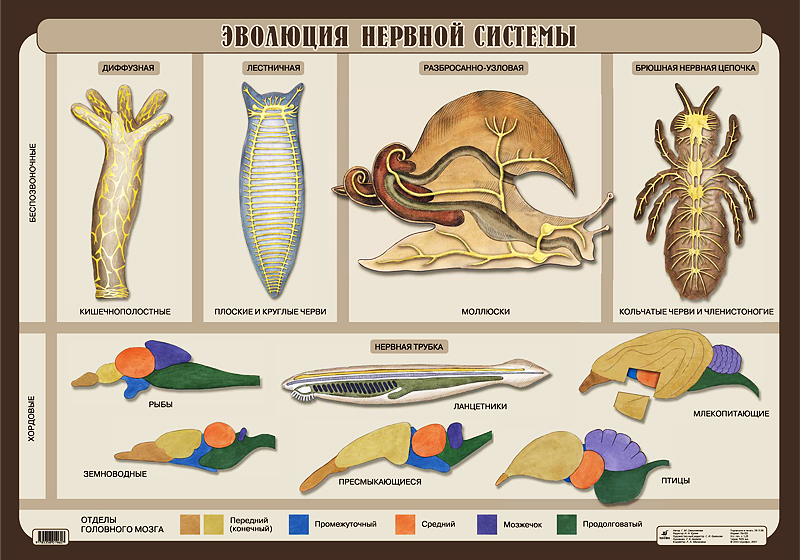 ЭВОЛЮЦИЯ НЕРВНОЙ СИСТЕМЫ
ДИФФУЗНАЯ
ЛЕСТНИЧНАЯ
РАЗБРОСАННО-УЗЛОВАЯ
БРЮШНАЯ НЕРВНАЯ ЦЕПОЧКА
БЕСПОЗВОНОЧНЫЕ
КИШЕЧНОПОЛОСТНЫЕ
ПЛОСКИЕ И КРУГЛЫЕ ЧЕРВИ
МОЛЛЮСКИ
КОЛЬЧАТЫЕ ЧЕРВИ И ЧЛЕНИСТОНОГИЕ
ХОРДОВЫЕ
НЕРВНАЯ ТРУБКА
РЫБЫ
ЛАНЦЕТНИКИ
МЛЕКОПИТАЮЩИЕ
ЗЕМНОВОДНЫЕ
ПРЕСМЫКАЮЩИЕСЯ
ПТИЦЫ
ОТДЕЛЫ
ГОЛОВНОГО МОЗГА
Передний
(конечный)
Промежуточный
Средний
Мозжечок
Продолговатый